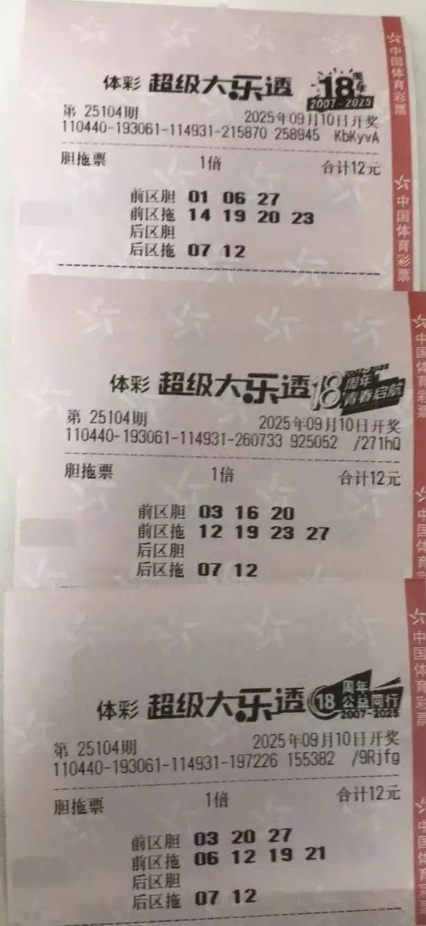 体彩 超级大乐透 18周年 2007-2025
第 25104期 2025年09月10日开奖
110440-193061-114931-215870 258945 KbKyvA
胆拖票 1倍 合计12元
前区胆 01 06 27
前区拖 14 19 20 23
后区胆
后区拖 07 12
中国体育彩票
中国体育彩票
体彩 超级大乐透 18周年 青春启航
第 25104期 2025年09月10日开奖
110440-193061-114931-260733 925052 /271hQ
胆拖票 1倍 合计12元
前区胆 03 16 20
前区拖 12 19 23 27
后区胆
后区拖 07 12
中国体育彩票
体彩 超级大乐透 18周年 公益同行 2007-2025
第 25104期 2025年09月10日开奖
110440-193061-114931-197226 155382 /9Rjfg
胆拖票 1倍 合计12元
前区胆 03 20 27
前区拖 06 12 19 21
后区胆
后区拖 07 12
中国体育彩票